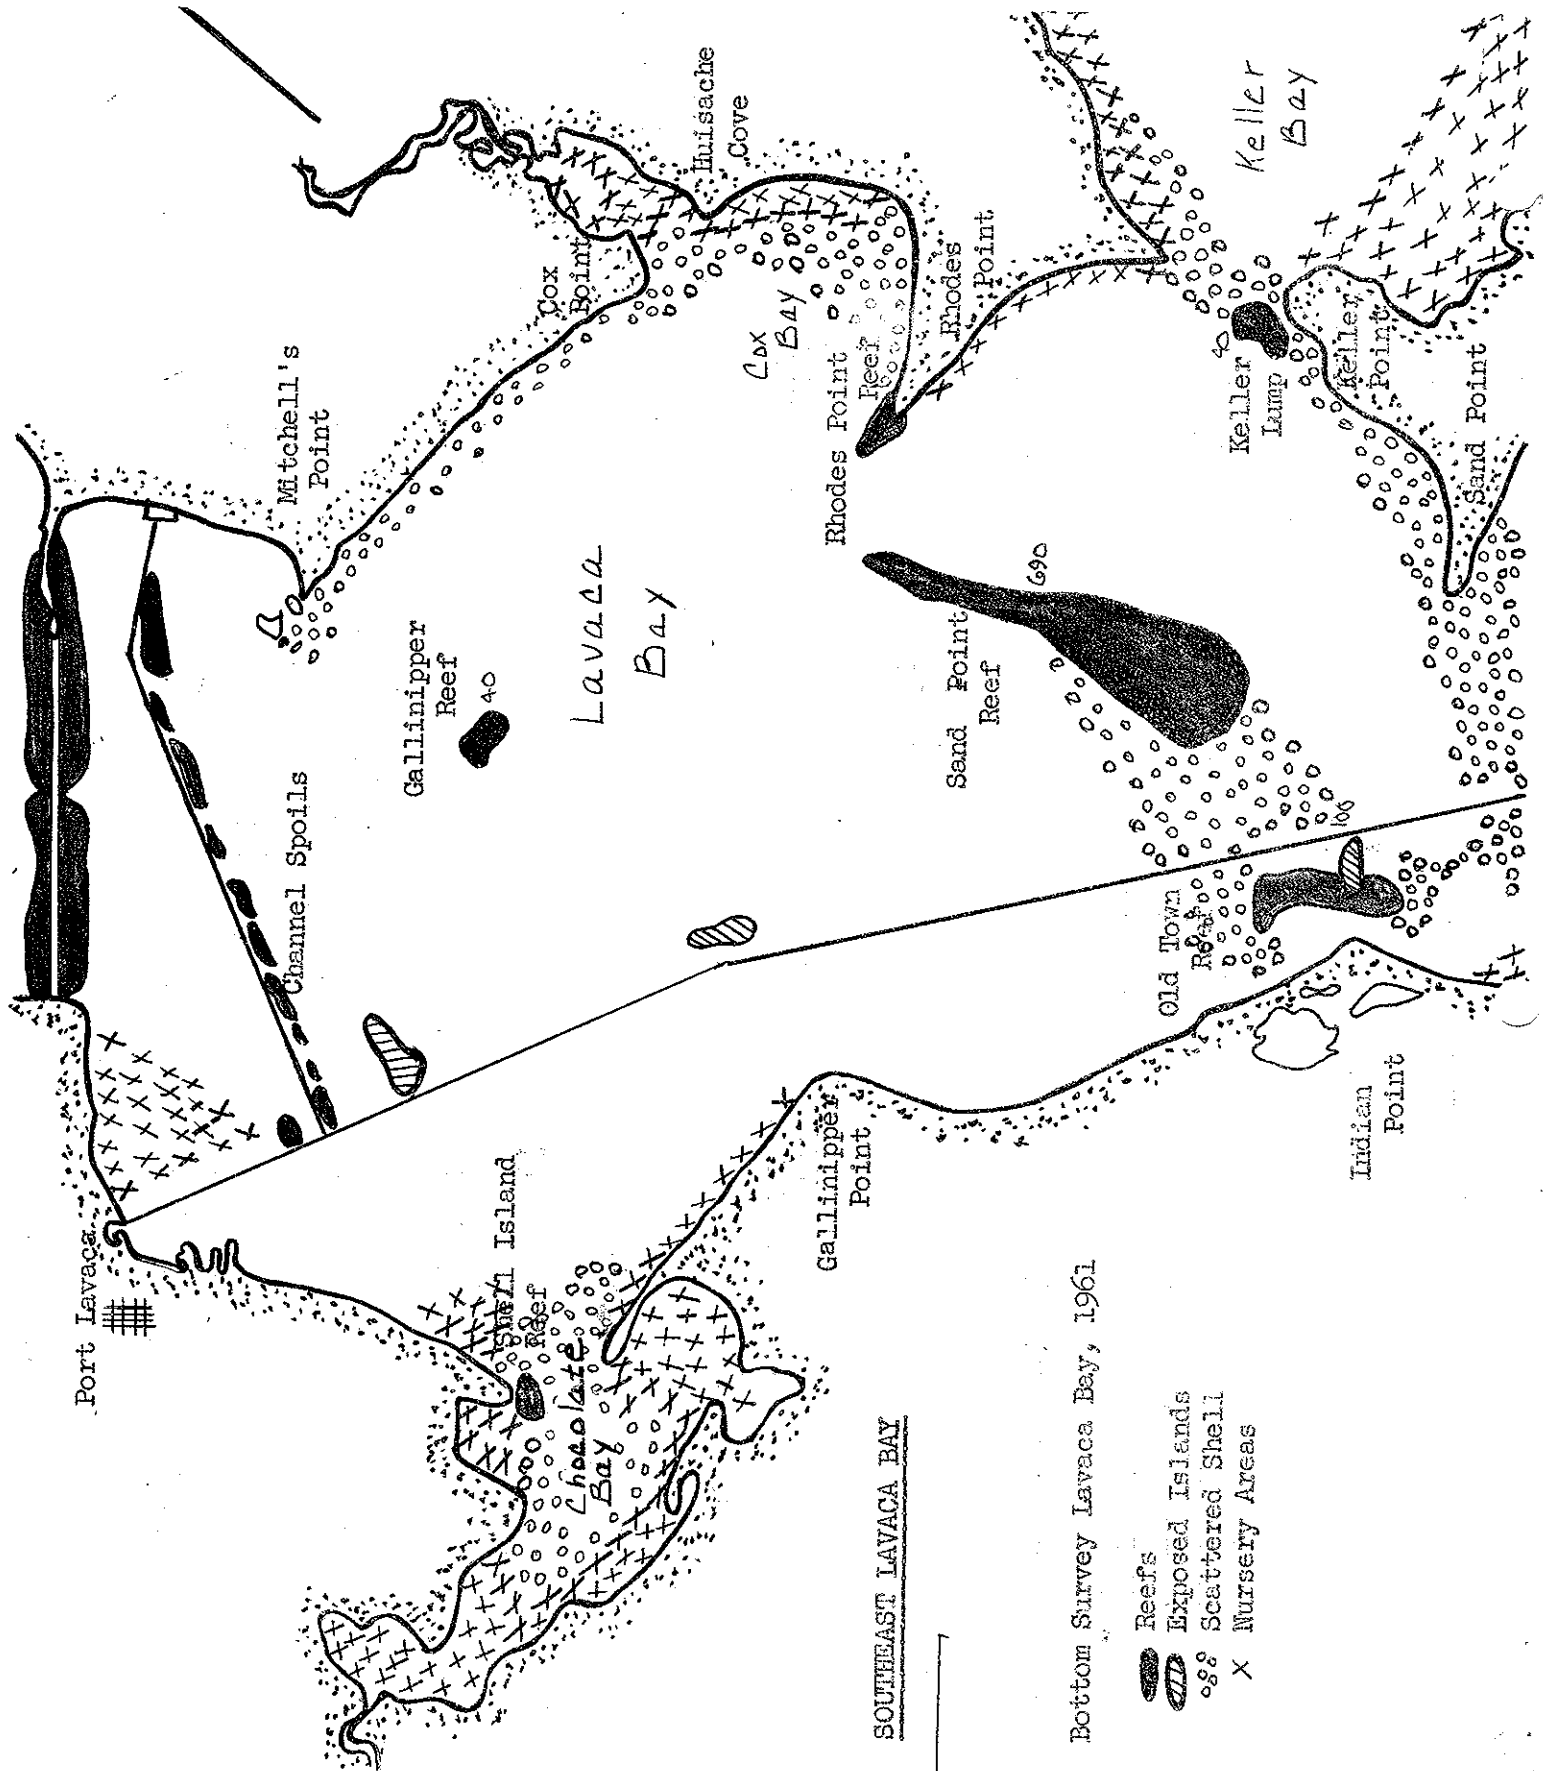 Port Lavaca
Mitchell's
Point
Cox
Point
Huisache
Cove
Channel Spoils
Gallinipper
Reef
40
Lavaca
Bay
Cox
Bay
Rhodes Point
Reef
Rhodes
Point
Keller
Bay
40
Keller
Lump
Keller
Point
Sand Point
Sand Point
Reef
690
Old Town
Reef
100
Shell Island
Reef
Chocolate
Bay
Gallinipper
Point
Indian
Point
SOUTHEAST LAVACA BAY
Bottom Survey Lavaca Bay, 1961
Reefs
Exposed Islands
Scattered Shell
X Nursery Areas